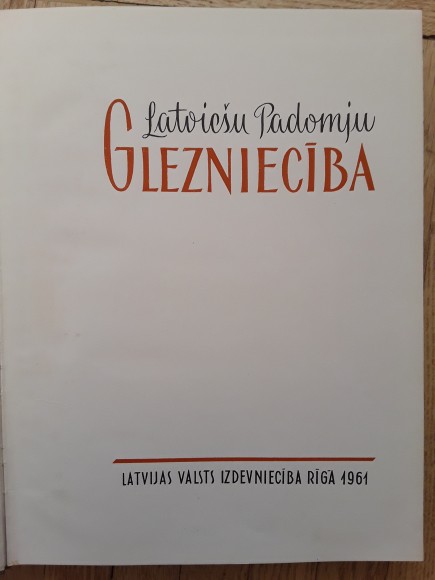 Latviešu Padomju
GLEZNIECĪBA
LATVIJAS VALSTS IZDEVNIECĪBA RĪGĀ 1961